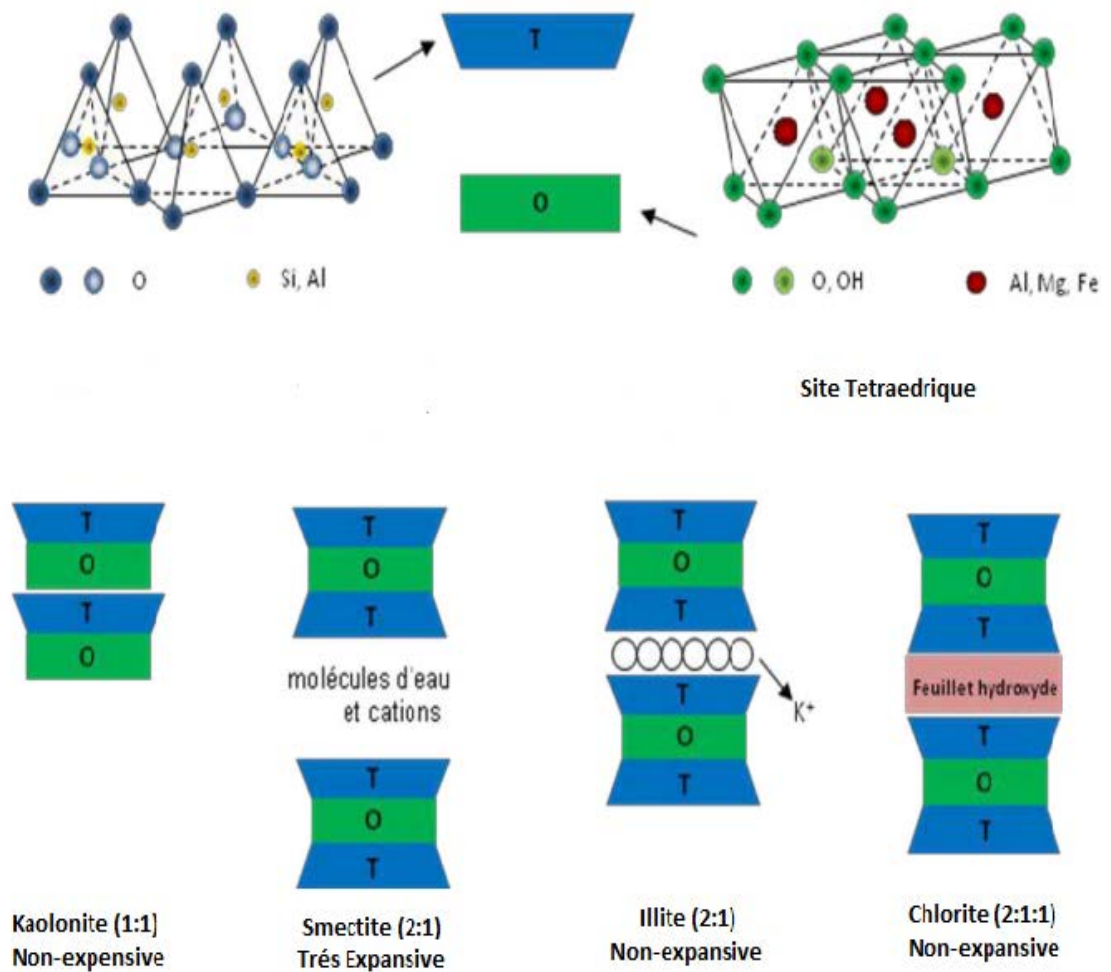 T
O
O
Si, Al
O, OH
Al, Mg, Fe
Site Tetraedrique
T
O
T
O
T
O
T
molécules d'eau
et cations
T
O
T
T
O
T
K+
T
O
T
T
O
T
Feuillet hydroxyde
T
O
T
Kaolonite (1:1)
Non-expensive
Smectite (2:1)
Trés Expansive
Illite (2:1)
Non-expansive
Chlorite (2:1:1)
Non-expansive